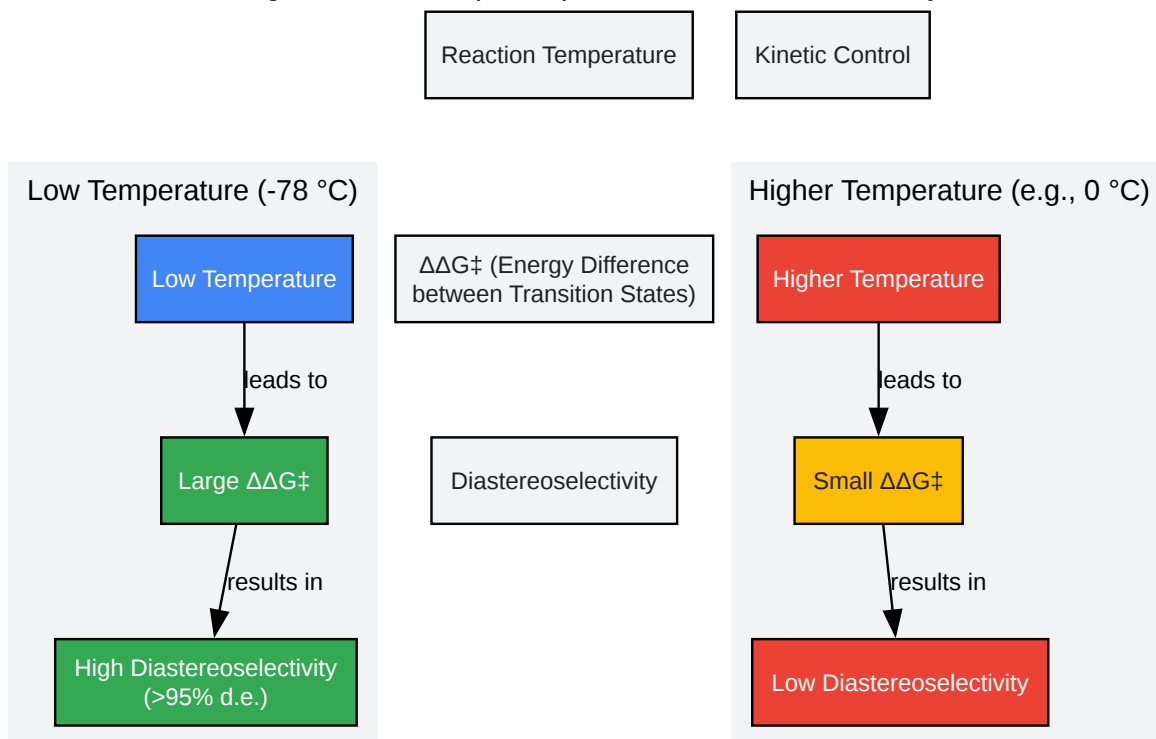 Reaction Temperature
Kinetic Control
Low Temperature (-78 °C)
Higher Temperature (e.g., 0 °C)
Low Temperature
ΔΔG‡ (Energy Difference
between Transition States)
Higher Temperature
leads to
leads to
Large ΔΔG‡
Diastereoselectivity
Small ΔΔG‡
results in
results in
High Diastereoselectivity
(>95% d.e.)
Low Diastereoselectivity